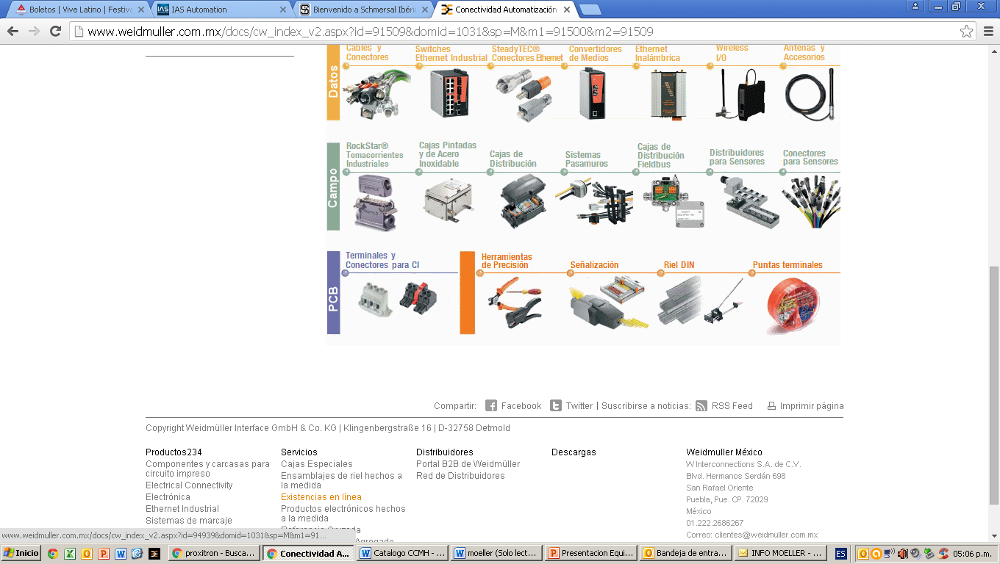 Boletos | Vive Latino | Festiva
IAS Automation
Bienvenido a Schmersal Ibéric
Conectividad Automatización
www.weidmuller.com.mx/docs/cw_index_v2.aspx?id=91509&domid=1031&sp=M&m1=91500&m2=91509
Datos
Cables y
Conectores
Switches
Ethernet Industrial
SteadyTEC®
Conectores Ethernet
Convertidores
de Medios
Ethernet
Inalámbrica
Wireless
I/O
Antenas y
Accesorios
Campo
RockStar®
Tomacorrientes
Industriales
Cajas Pintadas
y de Acero
Inoxidable
Cajas de
Distribución
Sistemas
Pasamuros
Cajas de
Distribución
Fieldbus
Distribuidores
para Sensores
Conectores
para Sensores
PCB
Terminales y
Conectores para CI
Herramientas
de Precisión
Señalización
Riel DIN
Puntas terminales
Compartir: Facebook Twitter | Suscribirse a noticias: RSS Feed Imprimir página
Copyright Weidmüller Interface GmbH & Co. KG | Klingenbergstraße 16 | D-32758 Detmold
Productos234
Componentes y carcasas para
circuito impreso
Electrical Connectivity
Electrónica
Ethernet Industrial
Sistemas de marcaje
Servicios
Cajas Especiales
Ensamblajes de riel hechos a
la medida
Existencias en línea
Productos electrónicos hechos
a la medida
Referencia Cruzada
Agregado
Distribuidores
Portal B2B de Weidmüller
Red de Distribuidores
Descargas
Weidmuller México
W Interconnections S.A. de C.V.
Blvd. Hermanos Serdán 698
San Rafael Oriente
Puebla, Pue. CP. 72029
México
01.222.2686267
Correo: clientes@weidmuller.com.mx
www.weidmuller.com.mx/docs/cw_index_v2.aspx?id=94939&domid=1031&sp=M&m1=91...
Inicio
proxitron - Busca...
Conectividad A...
Catalogo CCMH - ...
moeller (Solo lect...
Presentacion Equi...
Bandeja de entra...
INFO MOELLER - ...
ES
05:06 p.m.